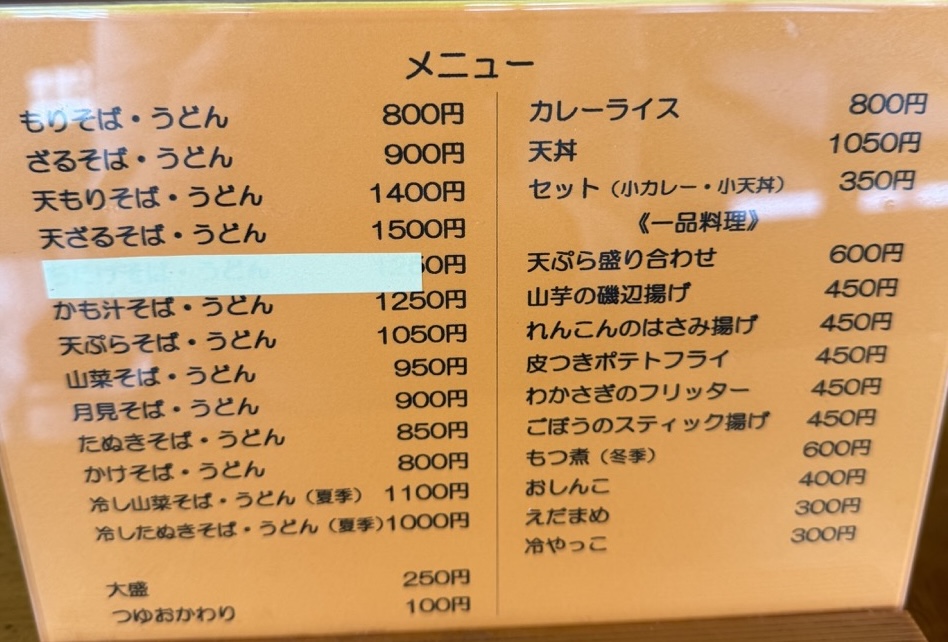 メニュー
もりそば・うどん 800円
ざるそば・うどん 900円
天もりそば・うどん 1400円
天ざるそば・うどん 1500円
50円
かも汁そば・うどん 1250円
天ぷらそば・うどん 1050円
山菜そば・うどん 950円
月見そば・うどん 900円
たぬきそば・うどん 850円
かけそば・うどん 800円
冷し山菜そば・うどん（夏季） 1100円
冷したぬきそば・うどん（夏季）1000円
大盛 250円
つゆおかわり 100円
カレーライス 800円
天丼 1050円
セット（小カレー・小天丼） 350円
《一品料理》
天ぷら盛り合わせ 600円
山芋の磯辺揚げ 450円
れんこんのはさみ揚げ 450円
皮つきポテトフライ 450円
わかさぎのフリッター 450円
ごぼうのスティック揚げ 450円
もつ煮（冬季） 600円
おしんこ 400円
えだまめ 300円
冷やっこ 300円